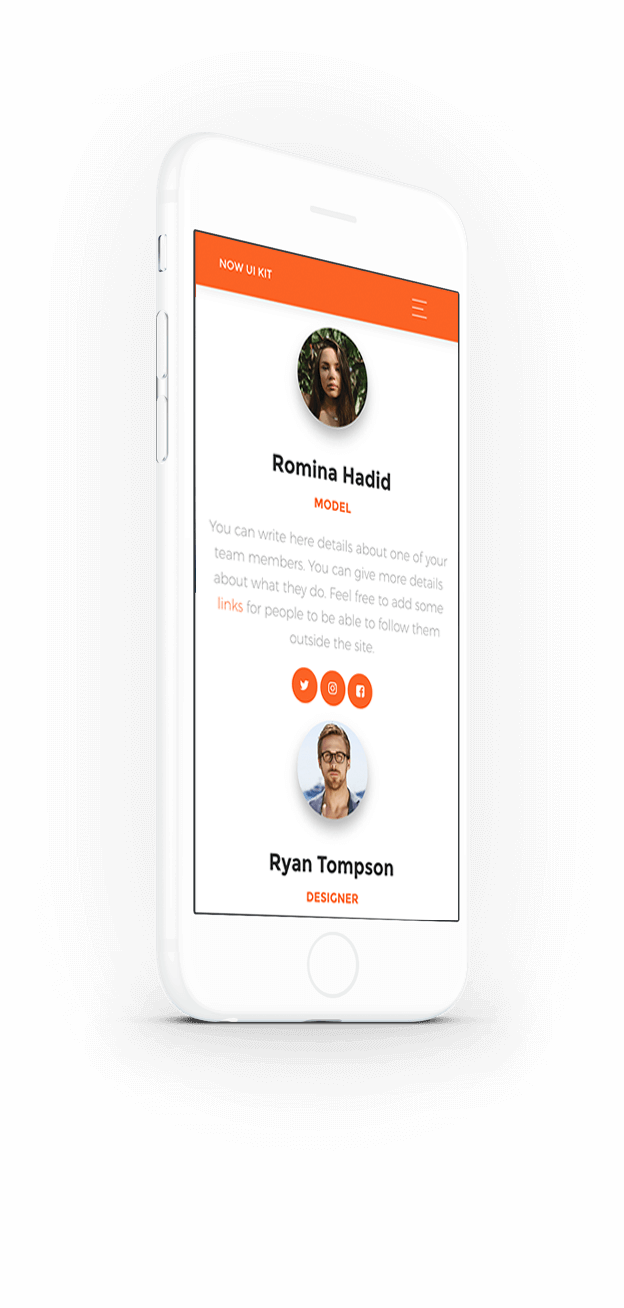 NOW UI KIT
Romina Hadid
MODEL
You can write here details about one of your
team members. You can give more details
about what they do. Feel free to add some
links for people to be able to follow them
outside the site.
Ryan Tompson
DESIGNER